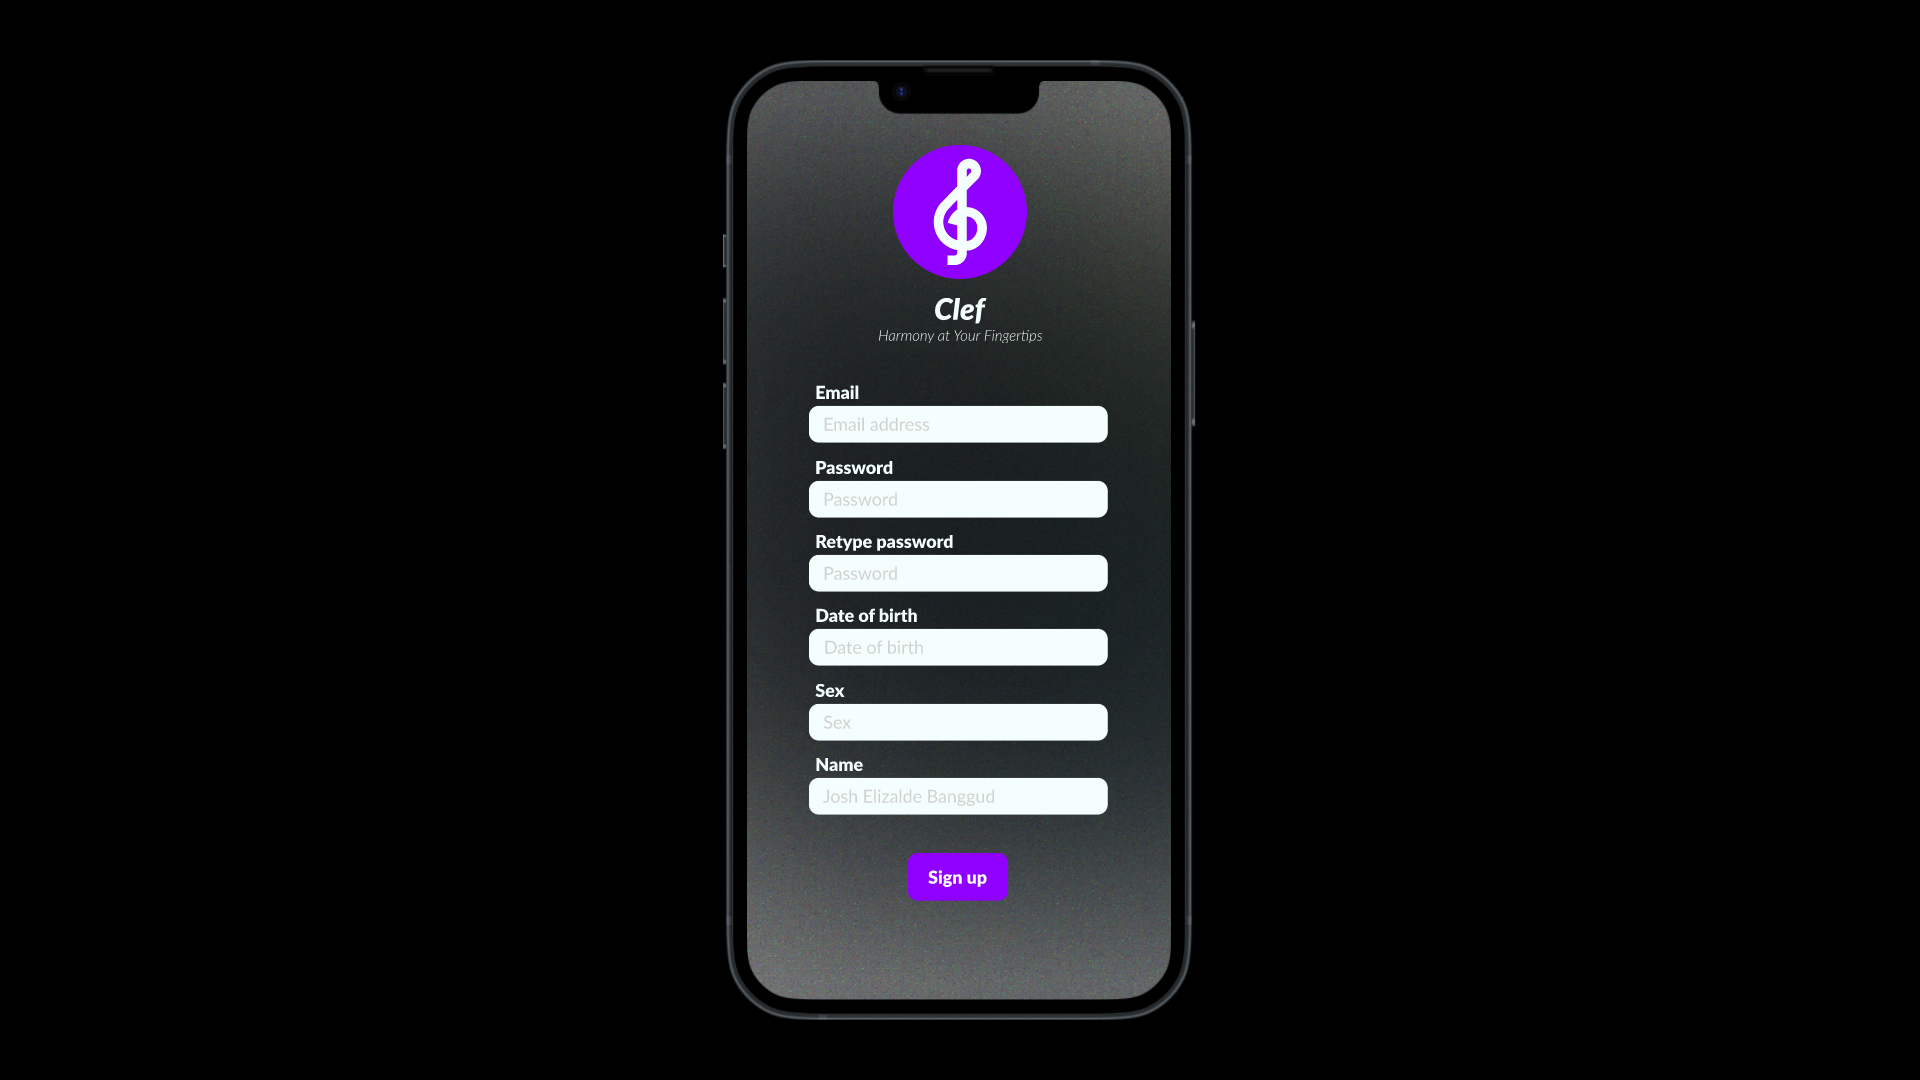 Clef
Harmony at Your Fingertips
Email
Email address
Password
Password
Retype password
Password
Date of birth
Date of birth
Sex
Sex
Name
Josh Elizalde Banggud
Sign up